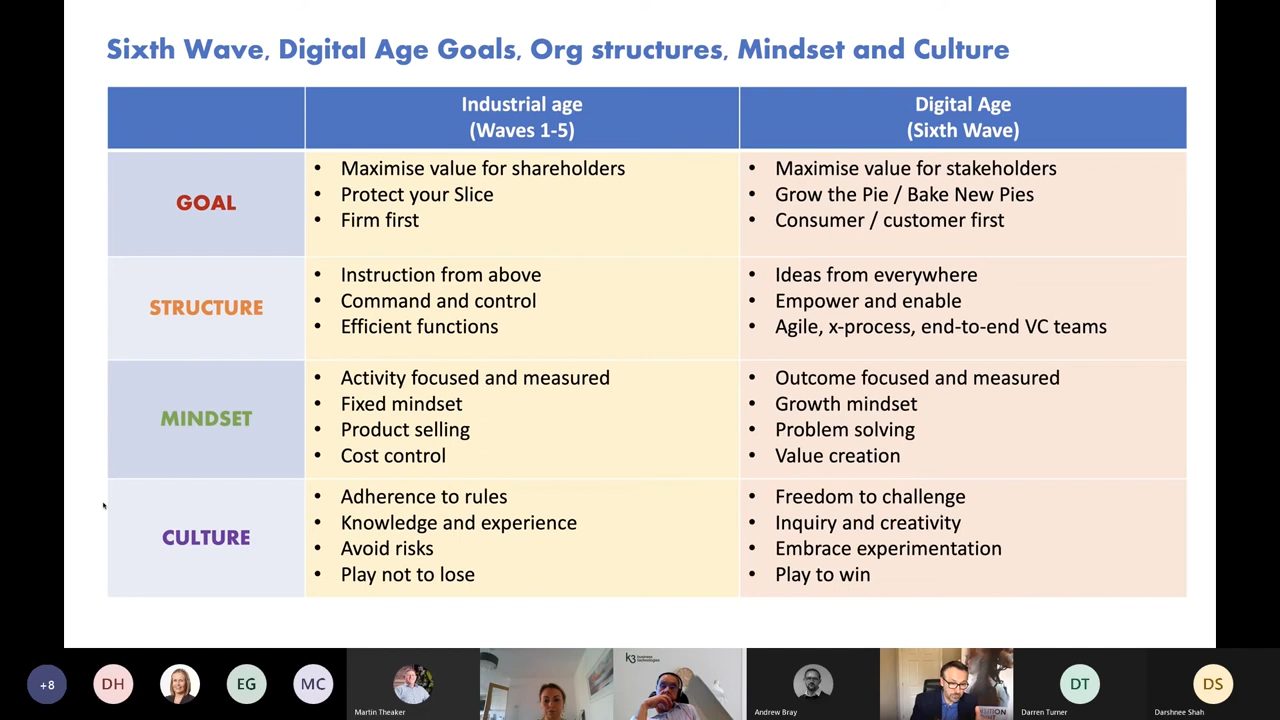 Sixth Wave, Digital Age Goals, Org structures, Mindset and Culture
Industrial age
(Waves 1-5)
Digital Age
(Sixth Wave)
GOAL
• Maximise value for shareholders
• Protect your Slice
• Firm first
• Maximise value for stakeholders
• Grow the Pie / Bake New Pies
• Consumer / customer first
STRUCTURE
• Instruction from above
• Command and control
• Efficient functions
• Ideas from everywhere
• Empower and enable
• Agile, x-process, end-to-end VC teams
MINDSET
• Activity focused and measured
• Fixed mindset
• Product selling
• Cost control
• Outcome focused and measured
• Growth mindset
• Problem solving
• Value creation
CULTURE
• Adherence to rules
• Knowledge and experience
• Avoid risks
• Play not to lose
• Freedom to challenge
• Inquiry and creativity
• Embrace experimentation
• Play to win
+8
DH
EG
MC
Martin Theaker
k3 business technologies
Andrew Bray
DT
Darren Turner
DS
Darshnee Shah